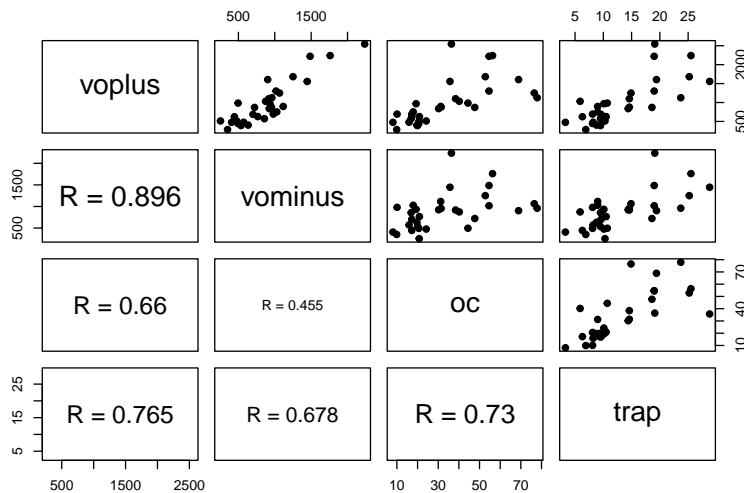 500 1500
5 10 15 20 25
voplus
500 2000
500 1500
R = 0.896
vominus
R = 0.66
R = 0.455
oc
10 40 70
5 15 25
R = 0.765
R = 0.678
R = 0.73
trap
500 1500 2500
10 30 50 70